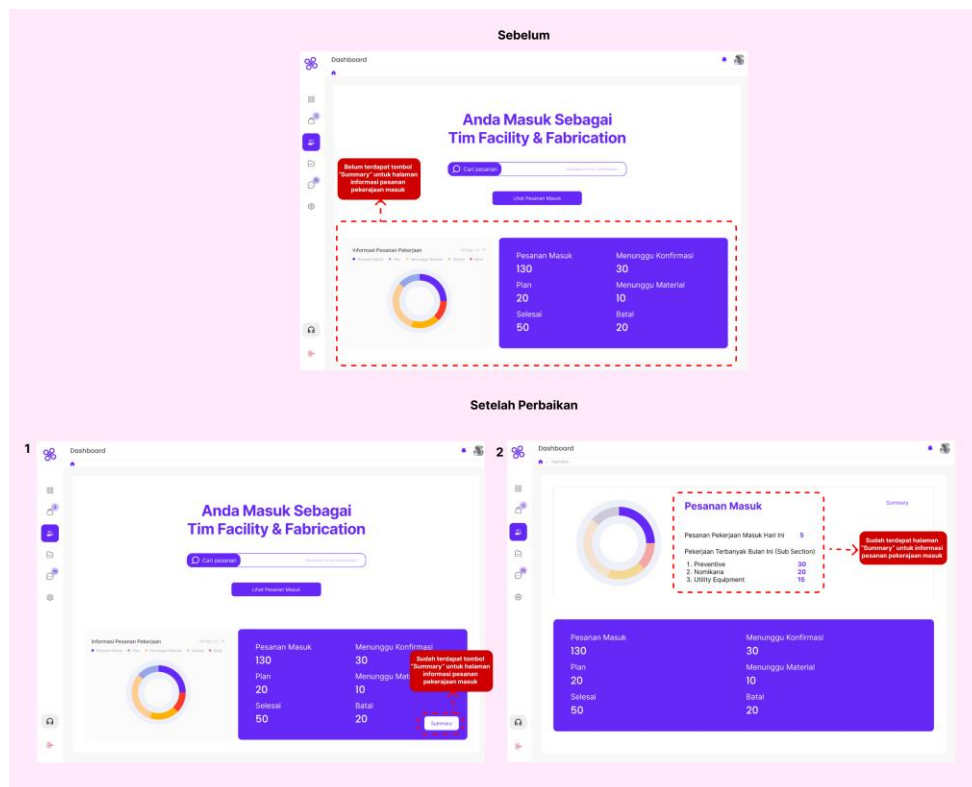 Sebelum
Dashboard
Anda Masuk Sebagai
Tim Facility & Fabrication
Cari pesanan
Lihat Pesanan Masuk
Belum terdapat tombol
"Summary" untuk halaman
informasi pesanan
pekerjaan masuk
Informasi Pesanan Pekerjaan
Pesanan Masuk
Menunggu Konfirmasi
130
30
Plan
Menunggu Material
20
10
Selesai
Batal
50
20
Setelah Perbaikan
1
Dashboard
Anda Masuk Sebagai
Tim Facility & Fabrication
Cari pesanan
Lihat Pesanan Masuk
Informasi Pesanan Pekerjaan
Pesanan Masuk
Menunggu Konfirmasi
130
30
Plan
Menunggu
20
10
Selesai
Batal
50
20
Sudah terdapat tombol
"Summary" untuk halaman
informasi pesanan
pekerajaan masuk
Summary
2
Dashboard
Summary
Pesanan Masuk
Summary
Pesanan Pekerjaan Masuk Hari ini 5
Pekerjaan Terbanyak Bulan Ini (Sub Section)
1. Preventive 30
2. Nomikana 20
3. Utility Equipment 15
Sudah terdapat halaman
"Summary" untuk informasi
pesanan pekerjaan masuk
Pesanan Masuk
Menunggu Konfirmasi
130
30
Plan
Menunggu Material
20
10
Selesai
Batal
50
20